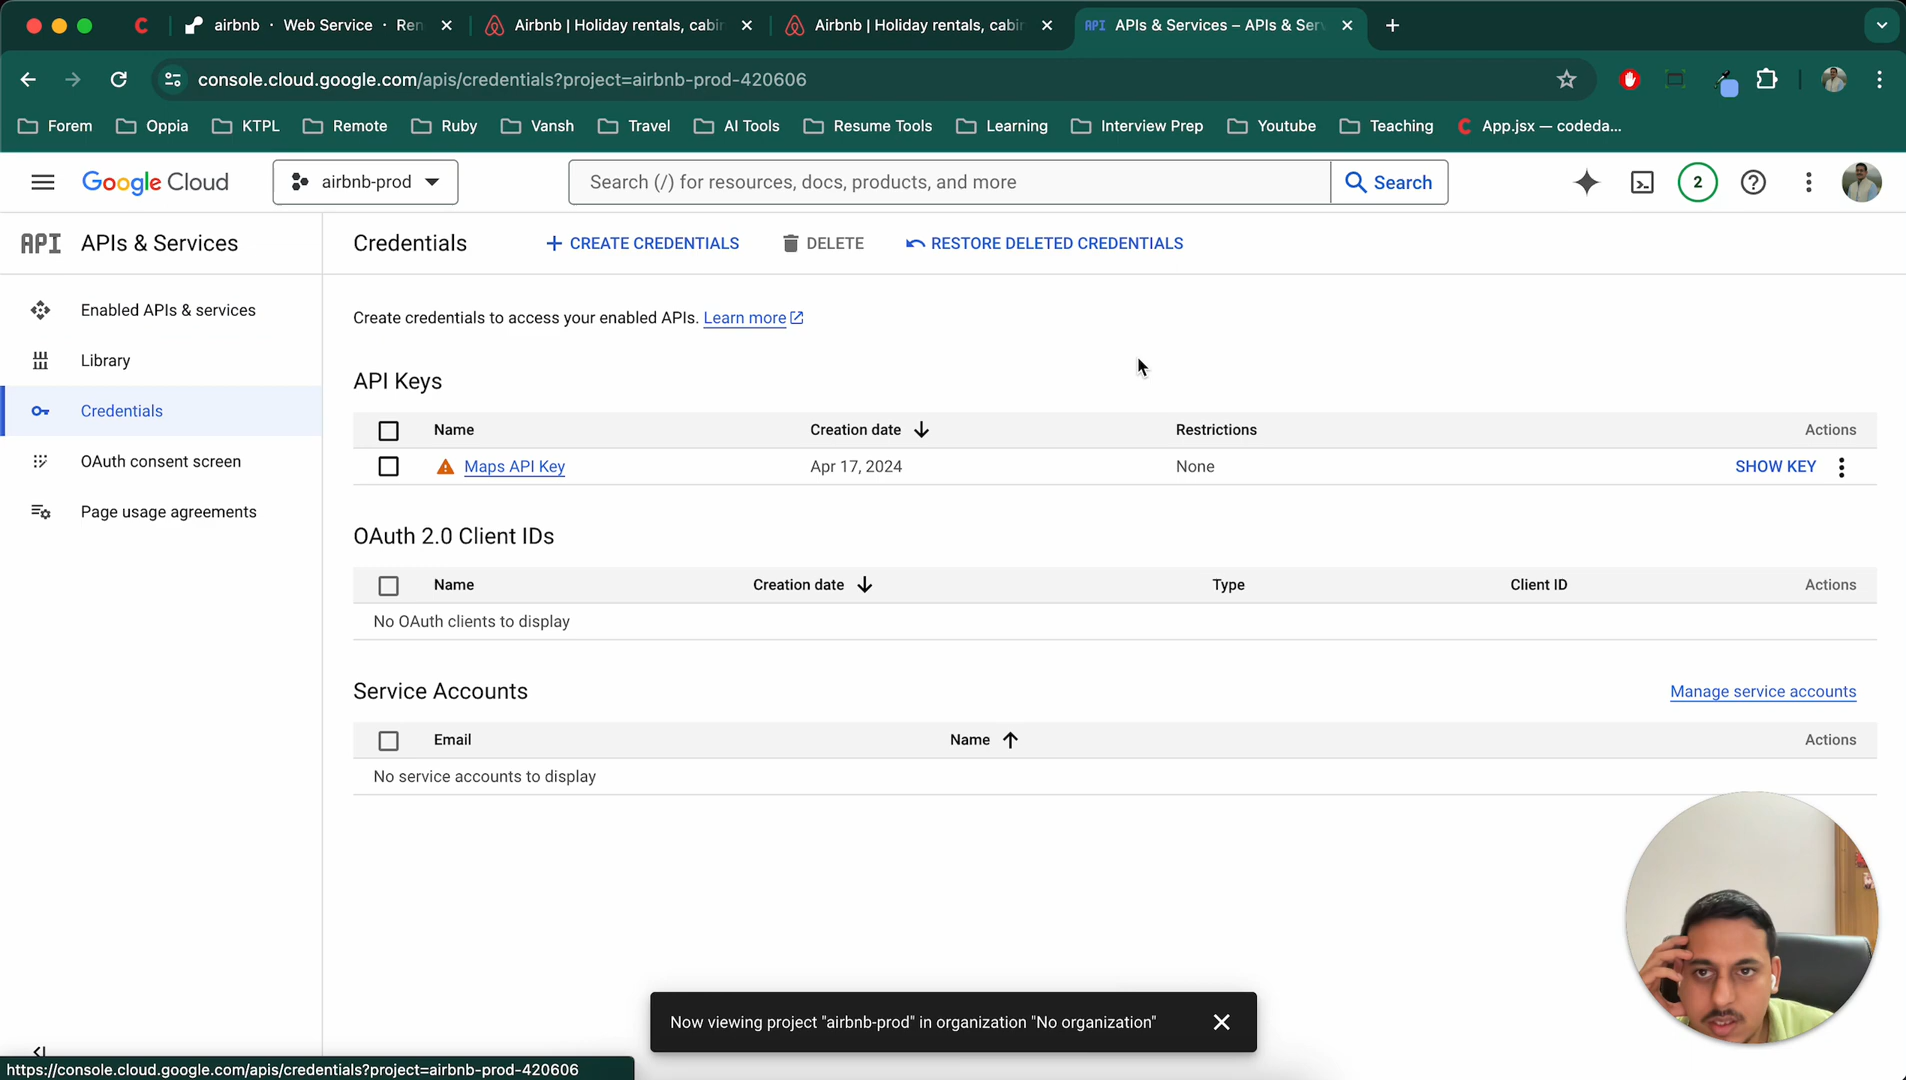 airbnb · Web Service · Ren
Airbnb | Holiday rentals, cabin
Airbnb | Holiday rentals, cabin
API APIs & Services – APIs & Ser
console.cloud.google.com/apis/credentials?project=airbnb-prod-420606
Forem Oppia KTPL Remote Ruby Vansh Travel AI Tools Resume Tools Learning Interview Prep Youtube Teaching App.jsx — codeda...
Google Cloud
airbnb-prod
Search (/) for resources, docs, products, and more
Search
2
API APIs & Services
Credentials
CREATE CREDENTIALS
DELETE
RESTORE DELETED CREDENTIALS
Enabled APIs & services
Library
Credentials
OAuth consent screen
Page usage agreements
Create credentials to access your enabled APIs. Learn more
API Keys
Name Creation date Restrictions Actions
Maps API Key Apr 17, 2024 None SHOW KEY
OAuth 2.0 Client IDs
Name Creation date Type Client ID Actions
No OAuth clients to display
Service Accounts
Manage service accounts
Email Name Actions
No service accounts to display
Now viewing project "airbnb-prod" in organization "No organization"
https://console.cloud.google.com/apis/credentials?project=airbnb-prod-420606